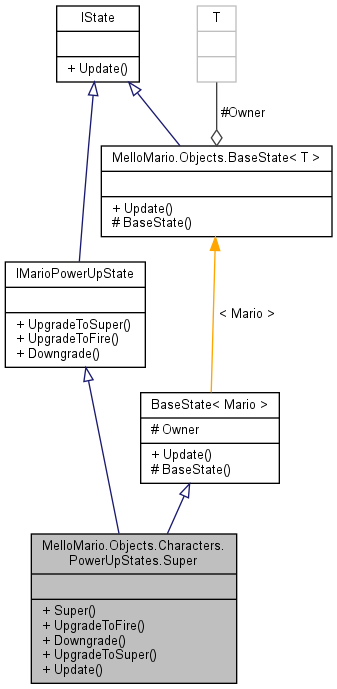 IState
+ Update()
T
#Owner
MelloMario.Objects.BaseState< T >
+ Update()
# BaseState()
IMarioPowerUpState
+ UpgradeToSuper()
+ UpgradeToFire()
+ Downgrade()
< Mario >
BaseState< Mario >
# Owner
+ Update()
# BaseState()
MelloMario.Objects.Characters.
PowerUpStates.Super
+ Super()
+ UpgradeToFire()
+ Downgrade()
+ UpgradeToSuper()
+ Update()